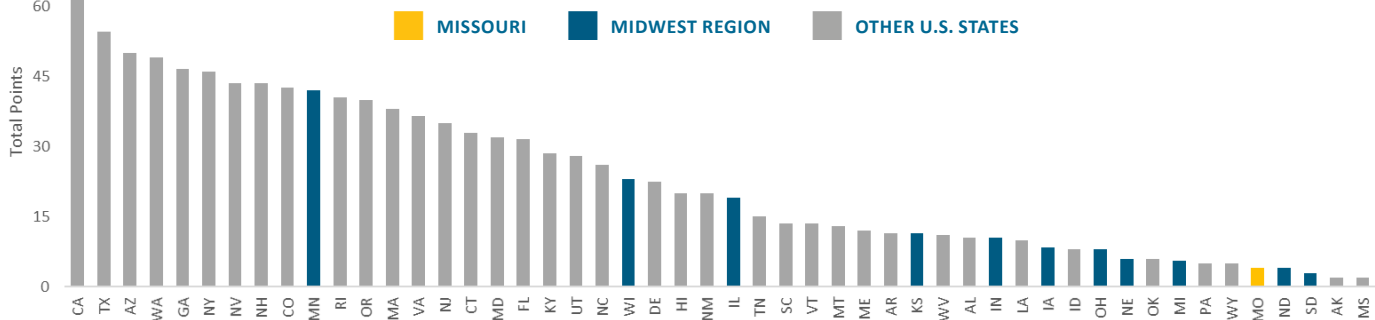 60
MISSOURI
MIDWEST REGION
OTHER U.S. STATES
45
30
15
0
Total Points
CA TX AZ WA GA NY NV NH CO MN RI OR MA VA NJ CT MD FL KY UT NC WI DE HI NM IL TN SC VT MT ME AR KS WV AL IN LA IA ID OH NE OK MI PA WY MO ND SD AK MS